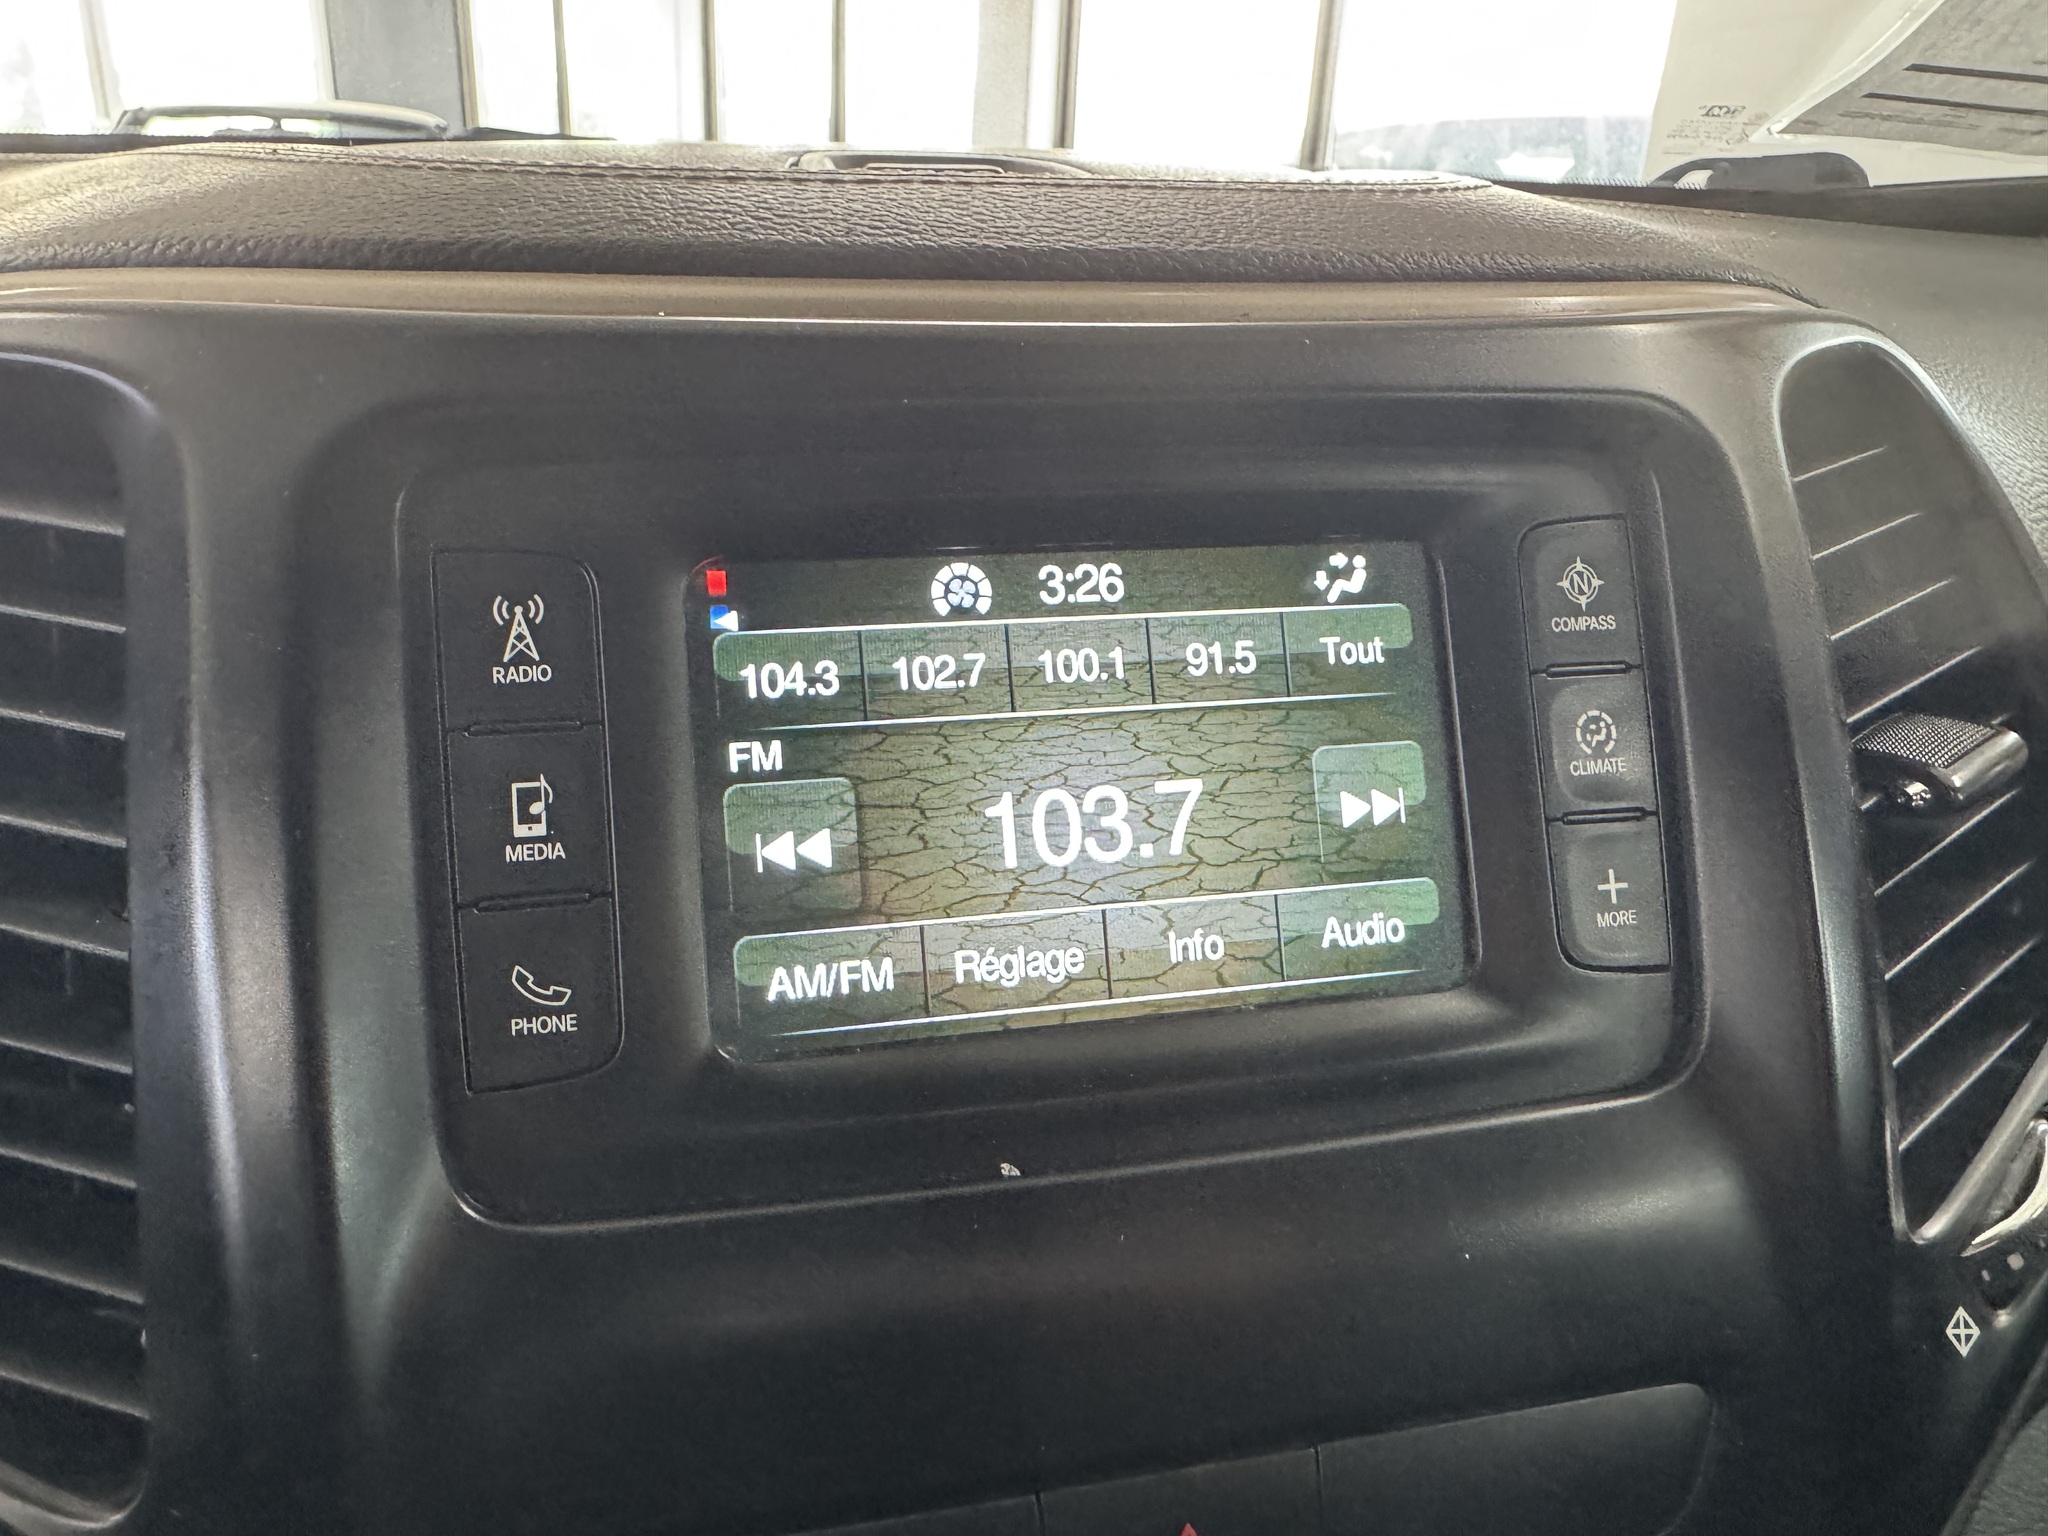 3:26
104.3 102.7 100.1 91.5 Tout
FM
103.7
AM/FM Réglage Info Audio
RADIO
MEDIA
PHONE
N
COMPASS
CLIMATE
MORE